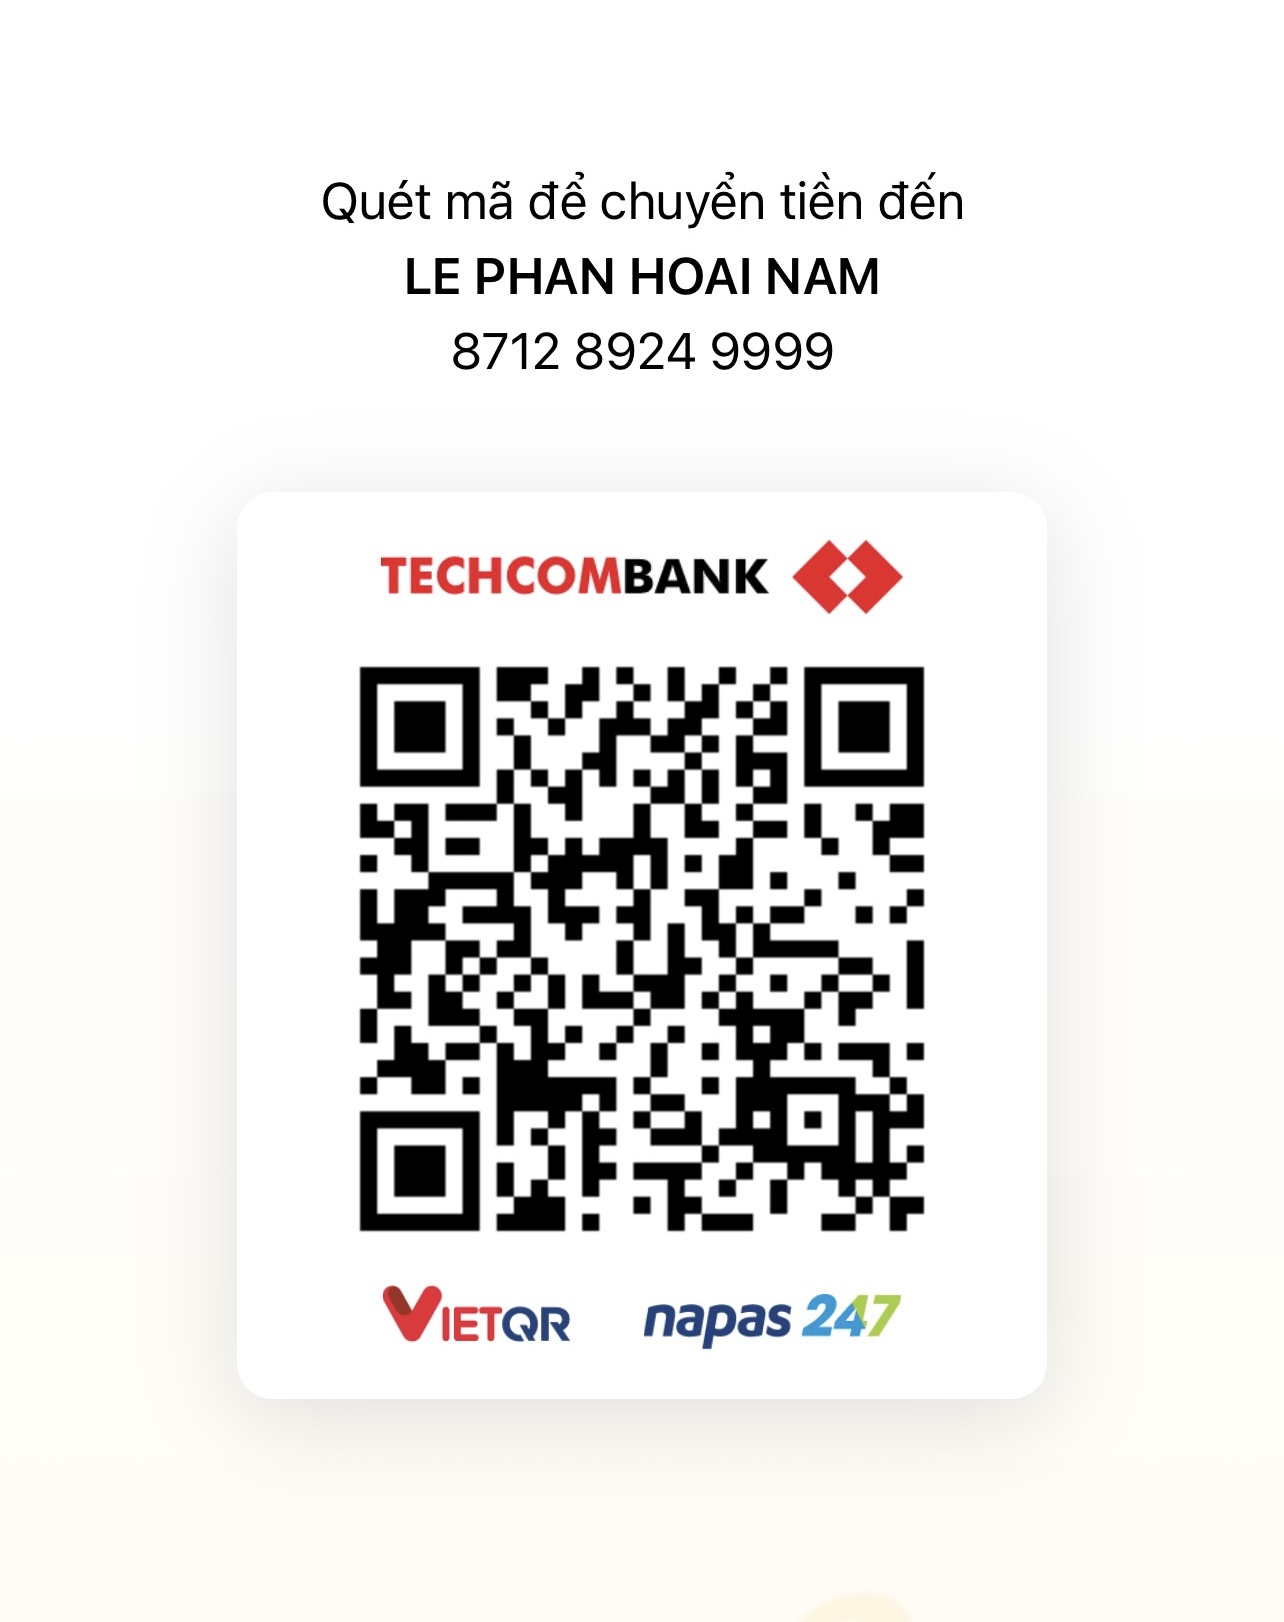 Quét mã để chuyển tiền đến
LE PHAN HOAI NAM
8712 8924 9999
TECHCOMBANK
VIETQR
napas 247